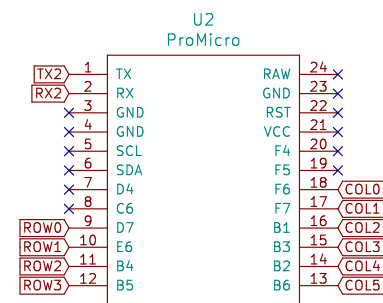 U2
ProMicro
TX2 1 TX RAW 24
RX2 2 RX GND 23
3 GND RST 22
4 GND VCC 21
5 SCL F4 20
6 SDA F5 19
7 D4 F6 18 COL0
8 C6 F7 17 COL1
ROW0 9 D7 B1 16 COL2
ROW1 10 E6 B3 15 COL3
ROW2 11 B4 B2 14 COL4
ROW3 12 B5 B6 13 COL5